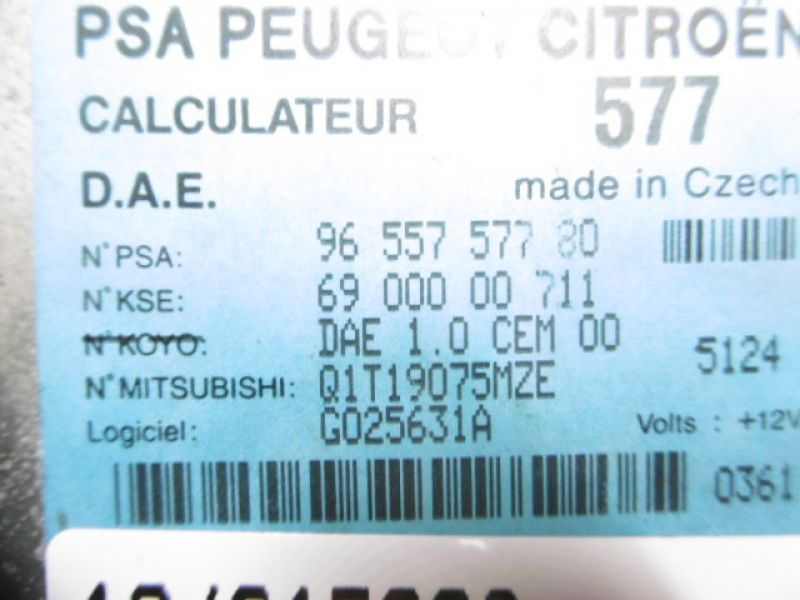 PSA PEUGEOT CITROËN
CALCULATEUR 577
D.A.E. made in Czech
N° PSA: 96 557 577 80
N° KSE: 69 000 00 711
N° KOYO: DAE 1.0 CEM 00
5124
N° MITSUBISHI: Q1T19075MZE
Logiciel: G025631A Volts : +12V
0361